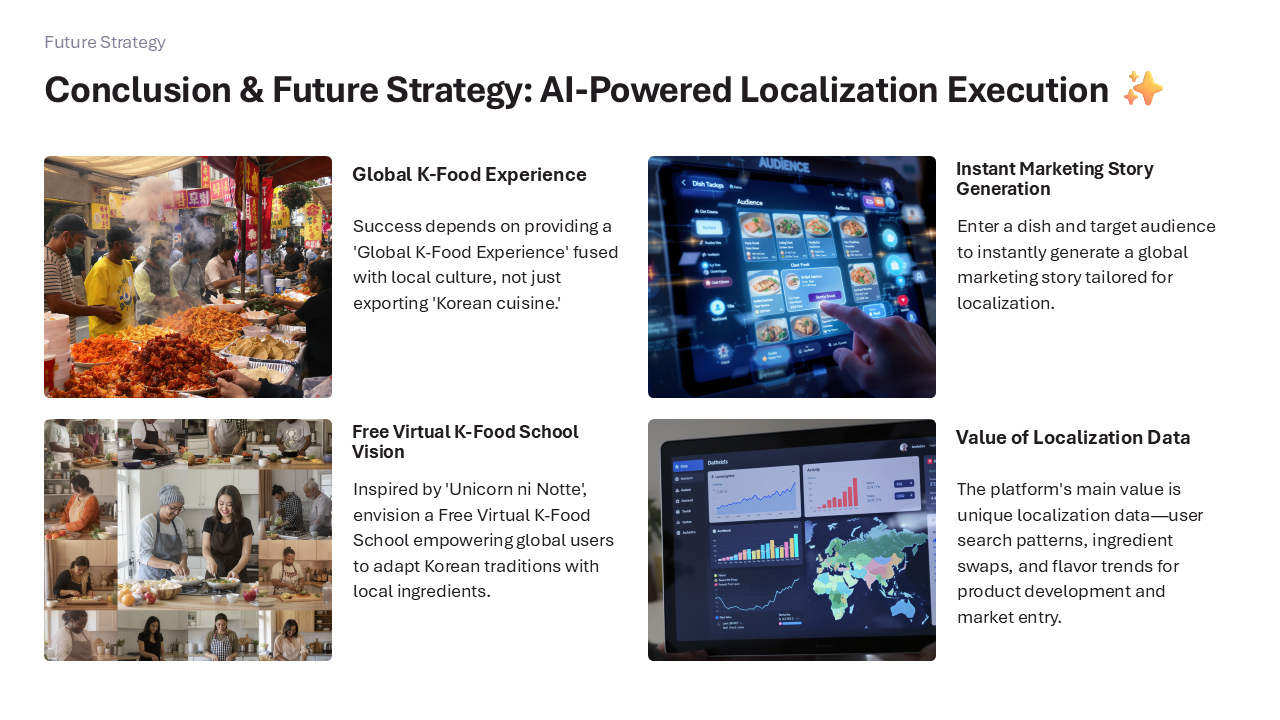 Future Strategy
Conclusion & Future Strategy: AI-Powered Localization Execution ✨
Global K-Food Experience
Success depends on providing a
'Global K-Food Experience' fused
with local culture, not just
exporting 'Korean cuisine.'
AUDIENCE
Audience
Audience
Instant Marketing Story
Generation
Enter a dish and target audience
to instantly generate a global
marketing story tailored for
localization.
Free Virtual K-Food School
Vision
Inspired by 'Unicorn ni Notte',
envision a Free Virtual K-Food
School empowering global users
to adapt Korean traditions with
local ingredients.
Activity
Value of Localization Data
The platform's main value is
unique localization data—user
search patterns, ingredient
swaps, and flavor trends for
product development and
market entry.